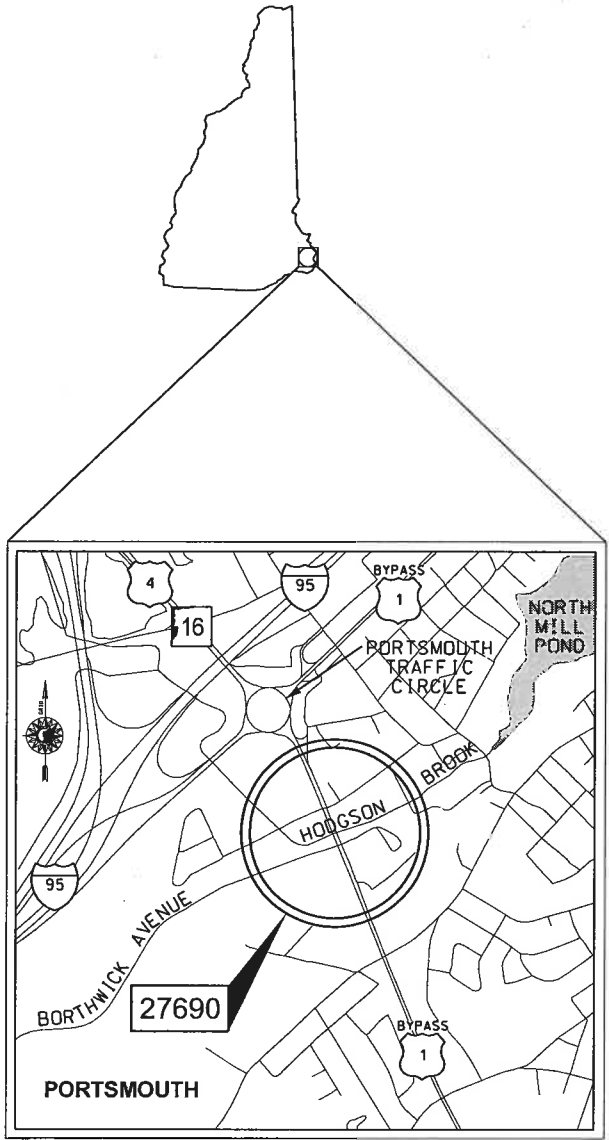 4
95
BYPASS
1
16
NORTH
MILL
POND
PORTSMOUTH
TRAFFIC
CIRCLE
HODGSON BROOK
95
BORTHWICK AVENUE
27690
BYPASS
1
PORTSMOUTH